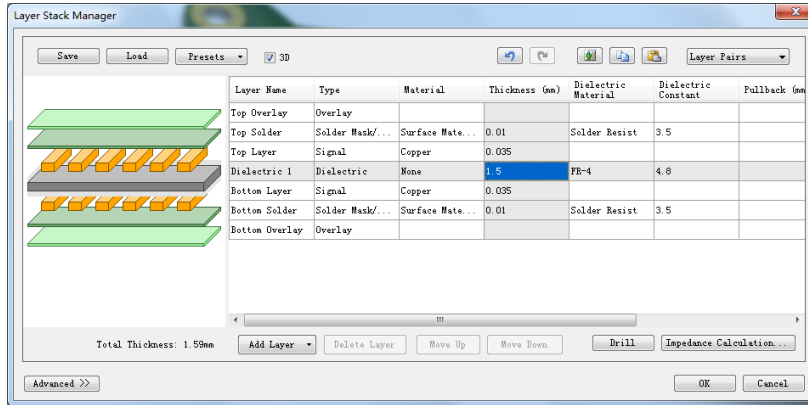 Layer Stack Manager
Save Load Presets 3D Layer Pairs
Layer Name Type Material Thickness (mm) Dielectric Material Dielectric Constant Pullback (mm
Top Overlay Overlay
Top Solder Solder Mask/... Surface Mate... 0.01 Solder Resist 3.5
Top Layer Signal Copper 0.035
Dielectric 1 Dielectric None 1.5 FR-4 4.8
Bottom Layer Signal Copper 0.035
Bottom Solder Solder Mask/... Surface Mate... 0.01 Solder Resist 3.5
Bottom Overlay Overlay
Total Thickness: 1.59mm Add Layer Delete Layer Move Up Move Down Drill Impedance Calculation...
Advanced >> OK Cancel